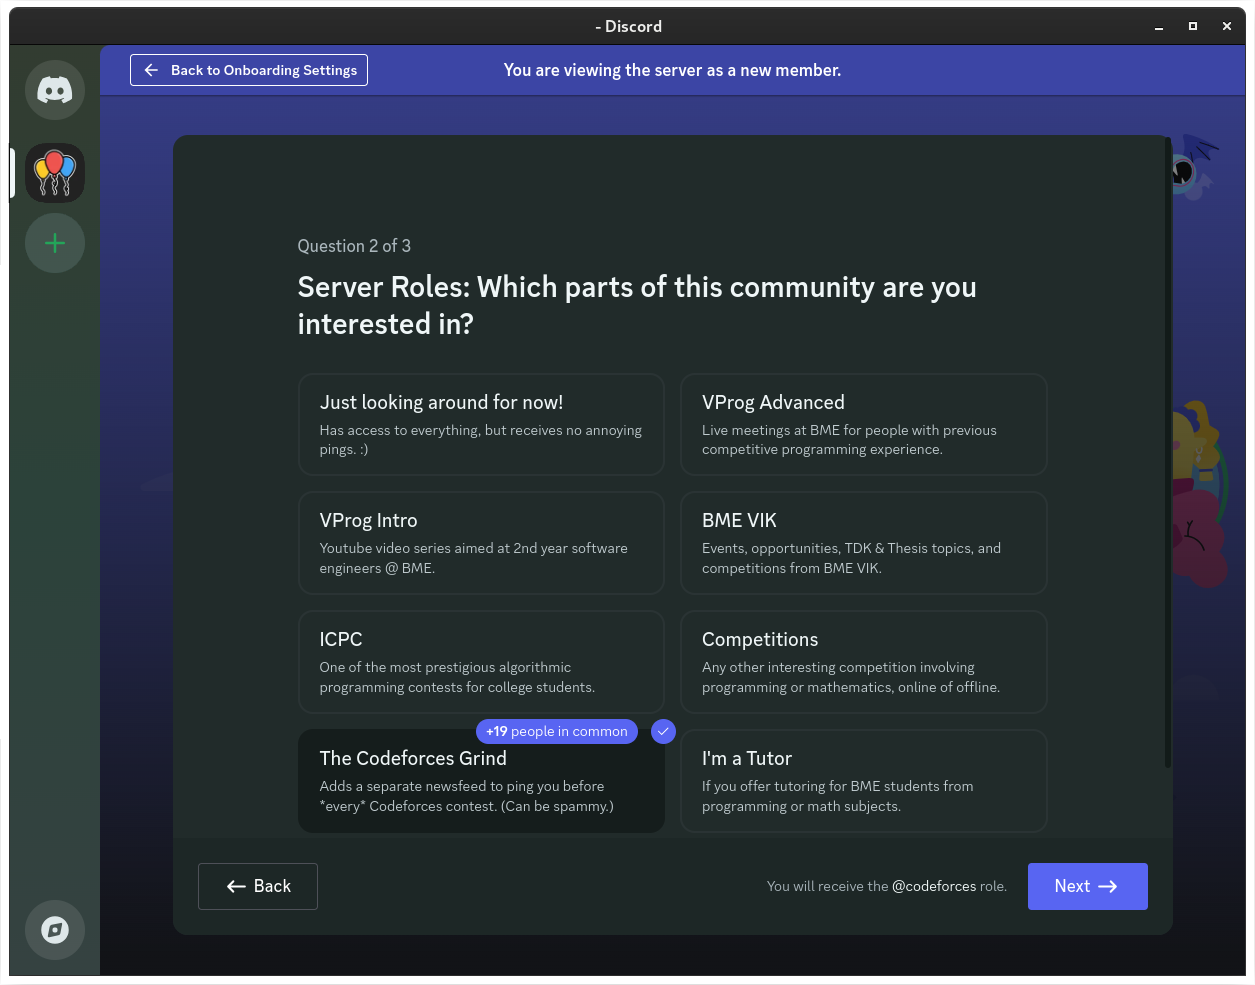 - Discord
Back to Onboarding Settings
You are viewing the server as a new member.
Question 2 of 3
Server Roles: Which parts of this community are you
interested in?
Just looking around for now!
Has access to everything, but receives no annoying
pings. :)
VProg Advanced
Live meetings at BME for people with previous
competitive programming experience.
VProg Intro
Youtube video series aimed at 2nd year software
engineers @ BME.
BME VIK
Events, opportunities, TDK & Thesis topics, and
competitions from BME VIK.
ICPC
One of the most prestigious algorithmic
programming contests for college students.
Competitions
Any other interesting competition involving
programming or mathematics, online of offline.
+19 people in common
The Codeforces Grind
Adds a separate newsfeed to ping you before
*every* Codeforces contest. (Can be spammy.)
I'm a Tutor
If you offer tutoring for BME students from
programming or math subjects.
Back
You will receive the @codeforces role.
Next